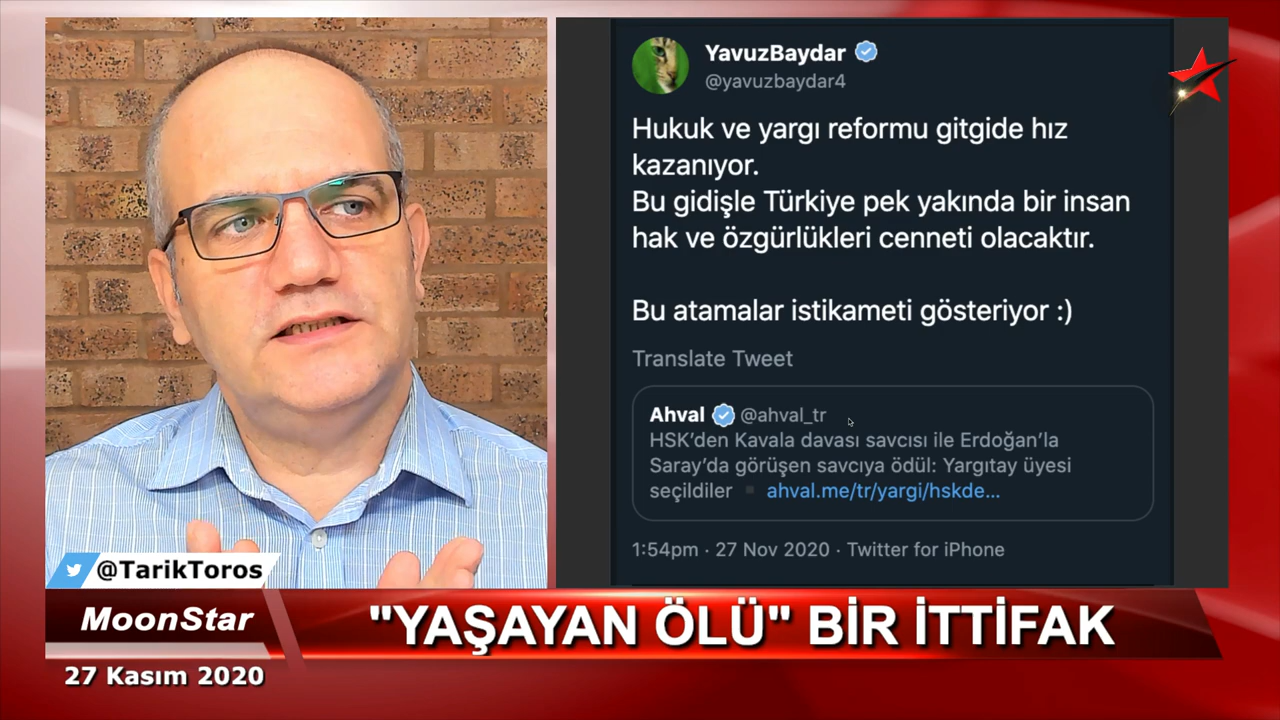 YavuzBaydar
@yavuzbaydar4
Hukuk ve yargı reformu gitgide hız
kazanıyor.
Bu gidişle Türkiye pek yakında bir insan
hak ve özgürlükleri cenneti olacaktır.
Bu atamalar istikameti gösteriyor :)
Translate Tweet
Ahval @ahval_tr
HSK'den Kavala davası savcısı ile Erdoğan'la
Saray'da görüşen savcıya ödül: Yargıtay üyesi
seçildiler ahval.me/tr/yargi/hskde...
1:54pm · 27 Nov 2020 · Twitter for iPhone
@TarikToros
MoonStar
"YAŞAYAN ÖLÜ" BİR İTTİFAK
27 Kasım 2020